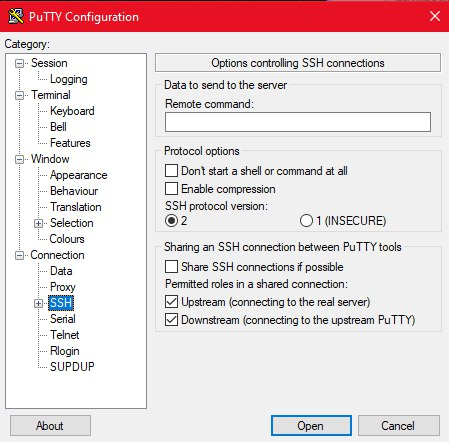 PuTTY Configuration
Category:
Session
Logging
Terminal
Keyboard
Bell
Features
Window
Appearance
Behaviour
Translation
Selection
Colours
Connection
Data
Proxy
SSH
Serial
Telnet
Rlogin
SUPDUP
Options controlling SSH connections
Data to send to the server
Remote command:
Protocol options
Don't start a shell or command at all
Enable compression
SSH protocol version:
2 1 (INSECURE)
Sharing an SSH connection between PuTTY tools
Share SSH connections if possible
Permitted roles in a shared connection:
Upstream (connecting to the real server)
Downstream (connecting to the upstream PuTTY)
About Open Cancel